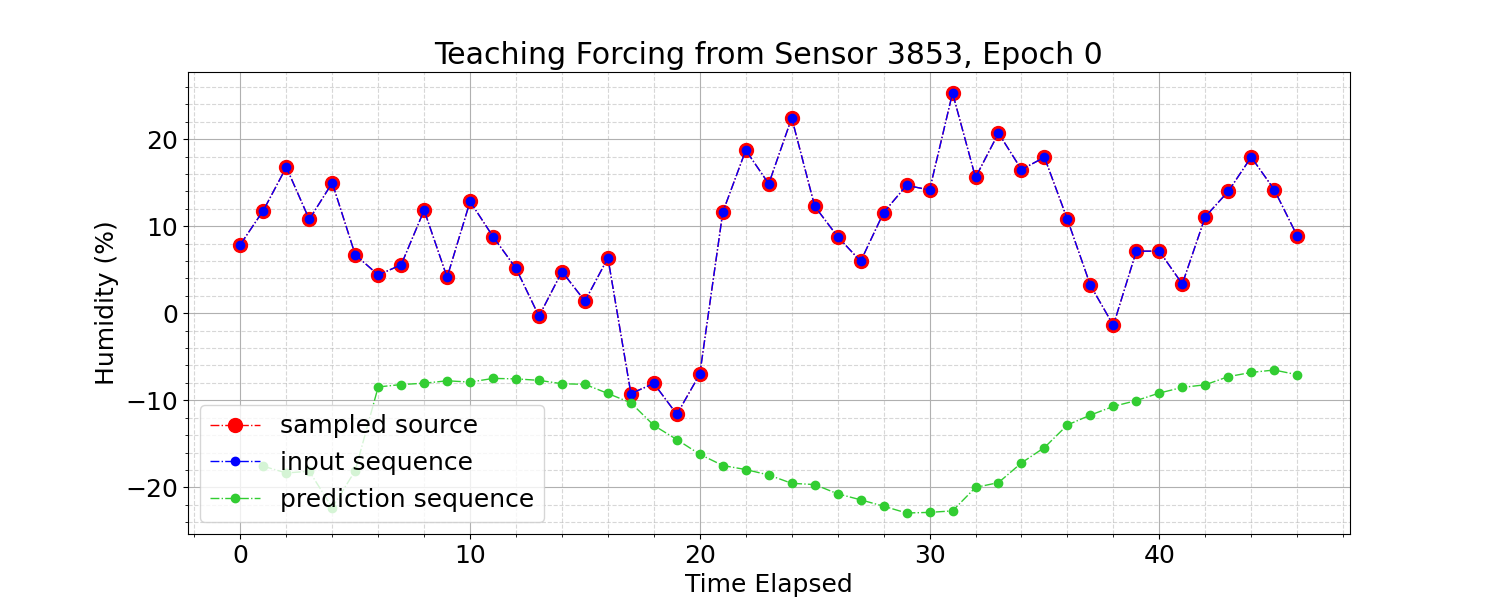 Teaching Forcing from Sensor 3853, Epoch 0
Humidity (%)
20
10
0
−10
−20
sampled source
input sequence
prediction sequence
0 10 20 30 40
Time Elapsed